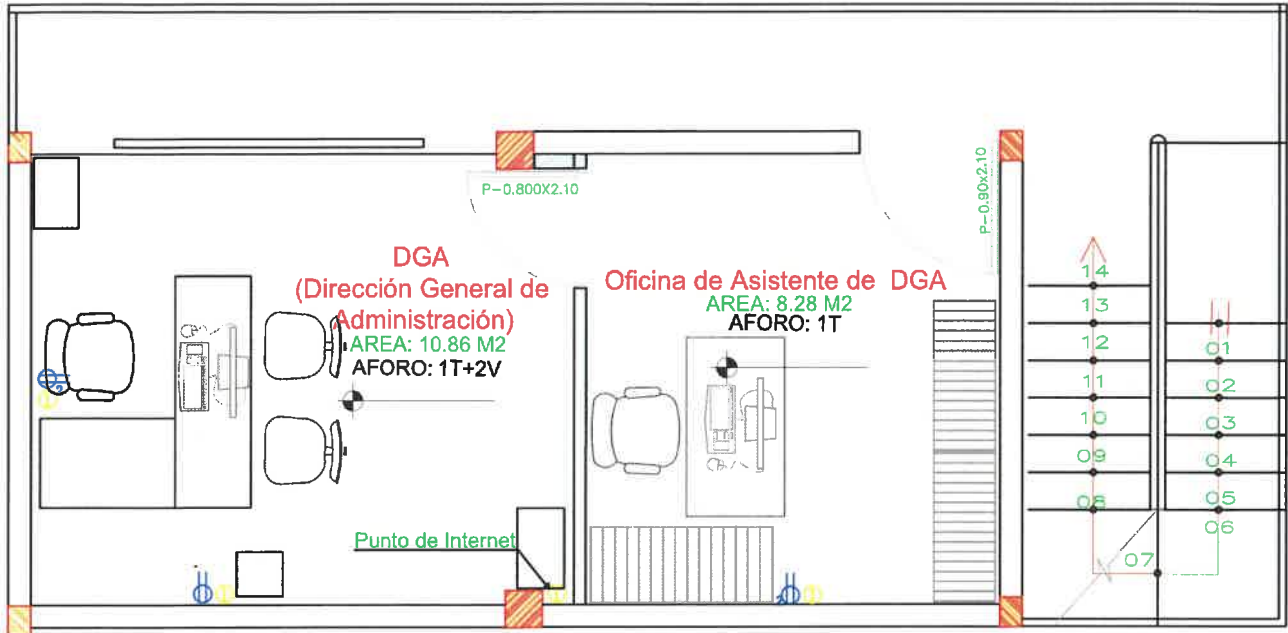 P-0.800X2.10
P-0.90x2.10
DGA
(Dirección General de
Administración)
AREA: 10.86 M2
AFORO: 1T+2V
Oficina de Asistente de DGA
AREA: 8.28 M2
AFORO: 1T
Punto de Internet
14
13
12
11
10
09
08
07
01
02
03
04
05
06